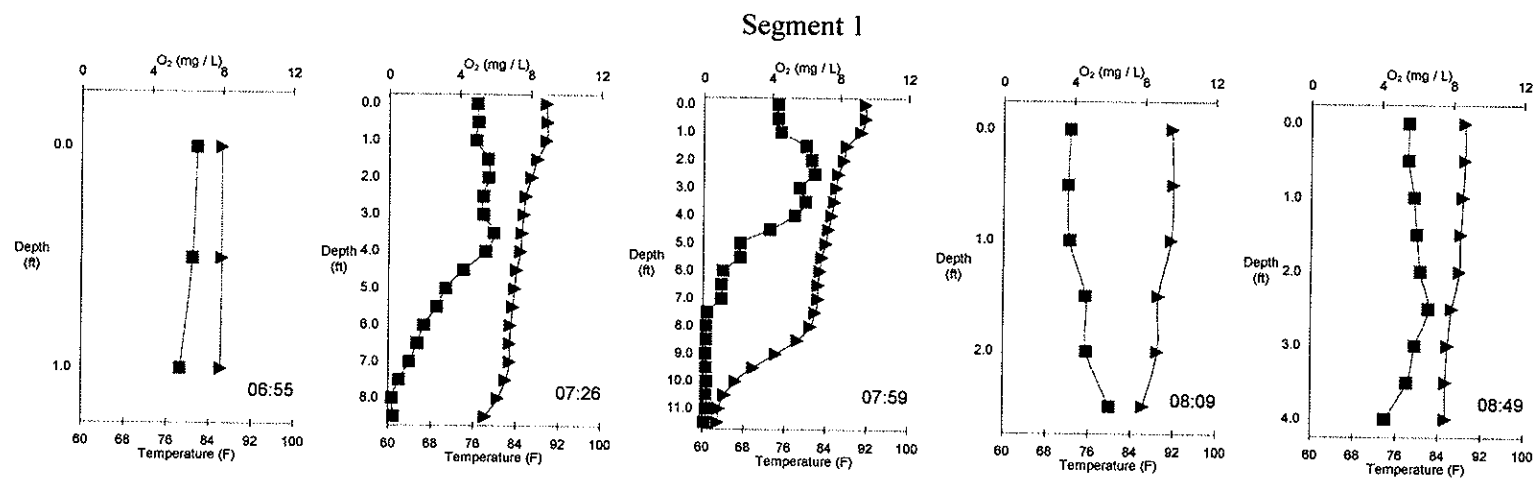 Segment 1
O₂ (mg / L)
0 4 8 12
0.0
Depth
(ft)
1.0
06:55
60 68 76 84 92 100
Temperature (F)
O₂ (mg / L)
0 4 8 12
0.0
1.0
2.0
3.0
Depth
(ft)
4.0
5.0
6.0
7.0
8.0
07:26
60 68 76 84 92 100
Temperature (F)
O₂ (mg / L)
0 4 8 12
0.0
1.0
2.0
3.0
4.0
Depth
(ft)
5.0
6.0
7.0
8.0
9.0
10.0
11.0
07:59
60 68 76 84 92 100
Temperature (F)
O₂ (mg / L)
0 4 8 12
0.0
1.0
Depth
(ft)
2.0
08:09
60 68 76 84 92 100
Temperature (F)
O₂ (mg / L)
0 4 8 12
0.0
1.0
Depth
(ft)
2.0
3.0
4.0
08:49
60 68 76 84 92 100
Temperature (F)